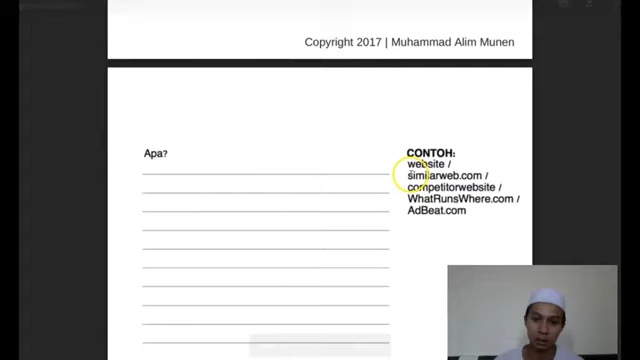 Copyright 2017 | Muhammad Alim Munen
Apa?
CONTOH:
website /
similarweb.com /
competitorwebsite /
WhatRunsWhere.com /
AdBeat.com